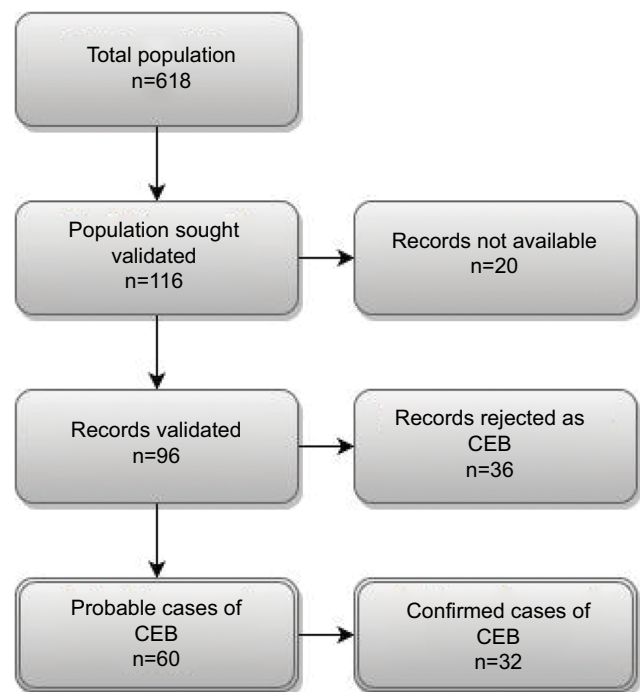 Total population
n=618
Population sought
validated
n=116
Records not available
n=20
Records validated
n=96
Records rejected as
CEB
n=36
Probable cases of
CEB
n=60
Confirmed cases of
CEB
n=32